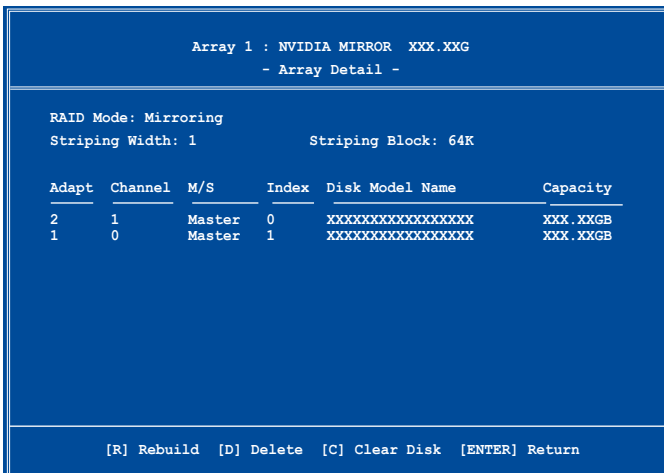 Array 1 : NVIDIA MIRROR XXX.XXG
- Array Detail -
RAID Mode: Mirroring
Striping Width: 1 Striping Block: 64K
Adapt Channel M/S Index Disk Model Name Capacity
2 1 Master 0 XXXXXXXXXXXXXXXXX XXX.XXGB
1 0 Master 1 XXXXXXXXXXXXXXXXX XXX.XXGB
[R] Rebuild [D] Delete [C] Clear Disk [ENTER] Return